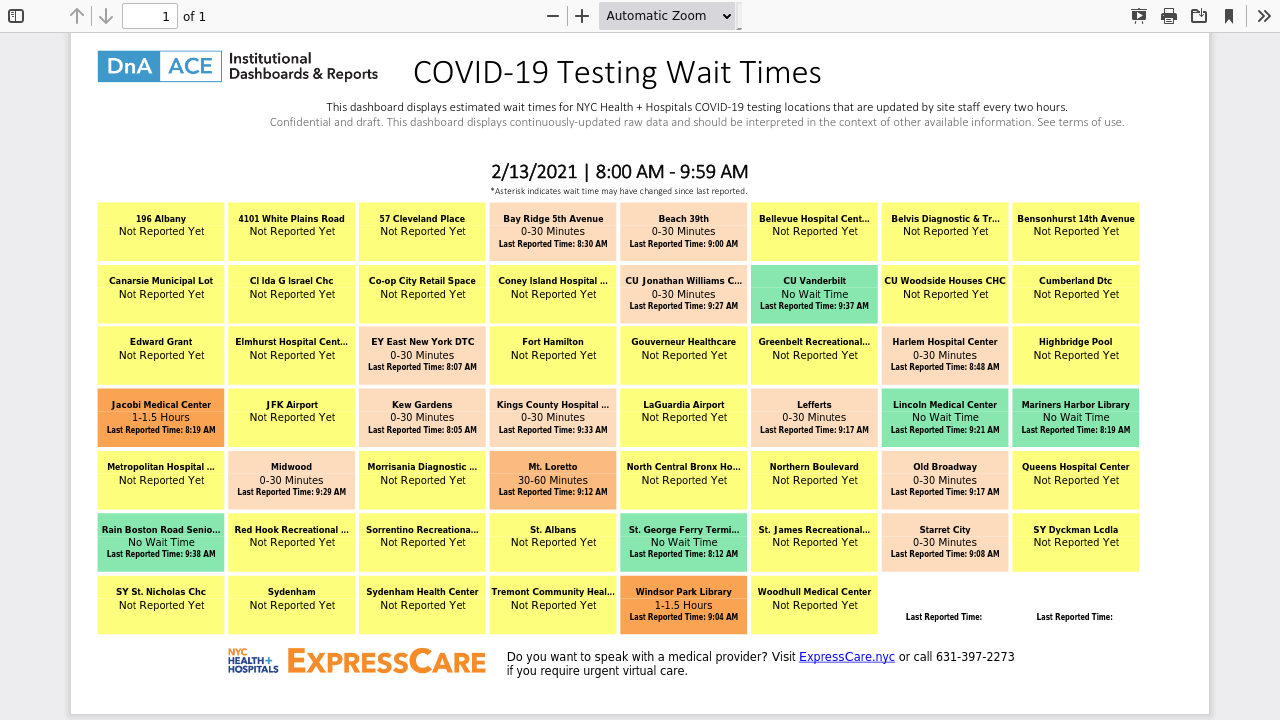 1 of 1
Automatic Zoom
DnA ACE Institutional
Dashboards & Reports
COVID-19 Testing Wait Times
This dashboard displays estimated wait times for NYC Health + Hospitals COVID-19 testing locations that are updated by site staff every two hours.
Confidential and draft. This dashboard displays continuously-updated raw data and should be interpreted in the context of other available information. See terms of use.
2/13/2021 | 8:00 AM - 9:59 AM
*Asterisk indicates wait time may have changed since last reported.
196 Albany
Not Reported Yet
4101 White Plains Road
Not Reported Yet
57 Cleveland Place
Not Reported Yet
Bay Ridge 5th Avenue
0-30 Minutes
Last Reported Time: 8:30 AM
Beach 39th
0-30 Minutes
Last Reported Time: 9:00 AM
Bellevue Hospital Cent...
Not Reported Yet
Belvis Diagnostic & Tr...
Not Reported Yet
Bensonhurst 14th Avenue
Not Reported Yet
Canarsie Municipal Lot
Not Reported Yet
Cl Ida G Israel Chc
Not Reported Yet
Co-op City Retail Space
Not Reported Yet
Coney Island Hospital ...
Not Reported Yet
CU Jonathan Williams C...
0-30 Minutes
Last Reported Time: 9:27 AM
CU Vanderbilt
No Wait Time
Last Reported Time: 9:37 AM
CU Woodside Houses CHC
Not Reported Yet
Cumberland Dtc
Not Reported Yet
Edward Grant
Not Reported Yet
Elmhurst Hospital Cent...
Not Reported Yet
EY East New York DTC
0-30 Minutes
Last Reported Time: 8:07 AM
Fort Hamilton
Not Reported Yet
Gouverneur Healthcare
Not Reported Yet
Greenbelt Recreational...
Not Reported Yet
Harlem Hospital Center
0-30 Minutes
Last Reported Time: 8:48 AM
Highbridge Pool
Not Reported Yet
Jacobi Medical Center
1-1.5 Hours
Last Reported Time: 8:19 AM
JFK Airport
Not Reported Yet
Kew Gardens
0-30 Minutes
Last Reported Time: 8:05 AM
Kings County Hospital ...
0-30 Minutes
Last Reported Time: 9:33 AM
LaGuardia Airport
Not Reported Yet
Lefferts
0-30 Minutes
Last Reported Time: 9:17 AM
Lincoln Medical Center
No Wait Time
Last Reported Time: 9:21 AM
Mariners Harbor Library
No Wait Time
Last Reported Time: 8:19 AM
Metropolitan Hospital ...
Not Reported Yet
Midwood
0-30 Minutes
Last Reported Time: 9:29 AM
Morrisania Diagnostic ...
Not Reported Yet
Mt. Loretto
30-60 Minutes
Last Reported Time: 9:12 AM
North Central Bronx Ho...
Not Reported Yet
Northern Boulevard
Not Reported Yet
Old Broadway
0-30 Minutes
Last Reported Time: 9:17 AM
Queens Hospital Center
Not Reported Yet
Rain Boston Road Senio...
No Wait Time
Last Reported Time: 9:38 AM
Red Hook Recreational ...
Not Reported Yet
Sorrentino Recreationa...
Not Reported Yet
St. Albans
Not Reported Yet
St. George Ferry Termi...
No Wait Time
Last Reported Time: 8:12 AM
St. James Recreational...
Not Reported Yet
Starret City
0-30 Minutes
Last Reported Time: 9:08 AM
SY Dyckman Lcdla
Not Reported Yet
SY St. Nicholas Chc
Not Reported Yet
Sydenham
Not Reported Yet
Sydenham Health Center
Not Reported Yet
Tremont Community Heal...
Not Reported Yet
Windsor Park Library
1-1.5 Hours
Last Reported Time: 9:04 AM
Woodhull Medical Center
Not Reported Yet
Last Reported Time:
Last Reported Time:
NYC
HEALTH+
HOSPITALS
EXPRESSCARE
Do you want to speak with a medical provider? Visit ExpressCare.nyc or call 631-397-2273
if you require urgent virtual care.